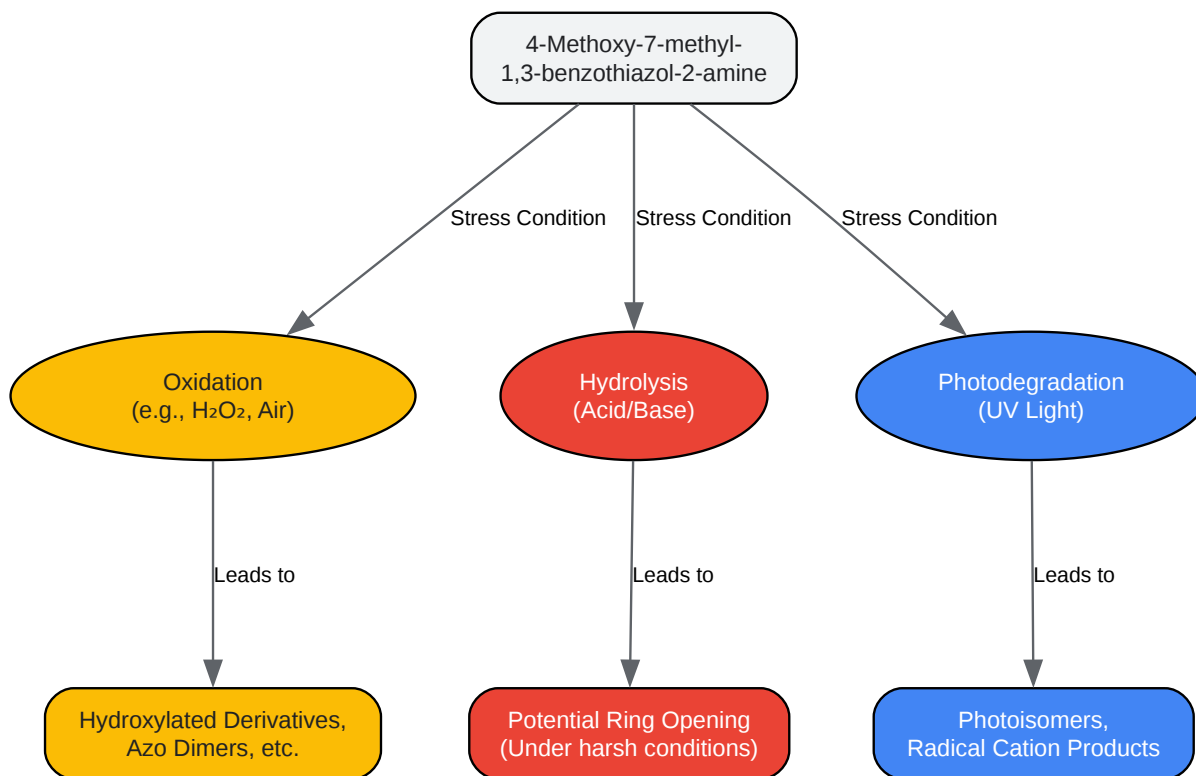 4-Methoxy-7-methyl-
1,3-benzothiazol-2-amine
Stress Condition
Stress Condition
Stress Condition
Oxidation
(e.g., H₂O₂, Air)
Hydrolysis
(Acid/Base)
Photodegradation
(UV Light)
Leads to
Leads to
Leads to
Hydroxylated Derivatives,
Azo Dimers, etc.
Potential Ring Opening
(Under harsh conditions)
Photoisomers,
Radical Cation Products